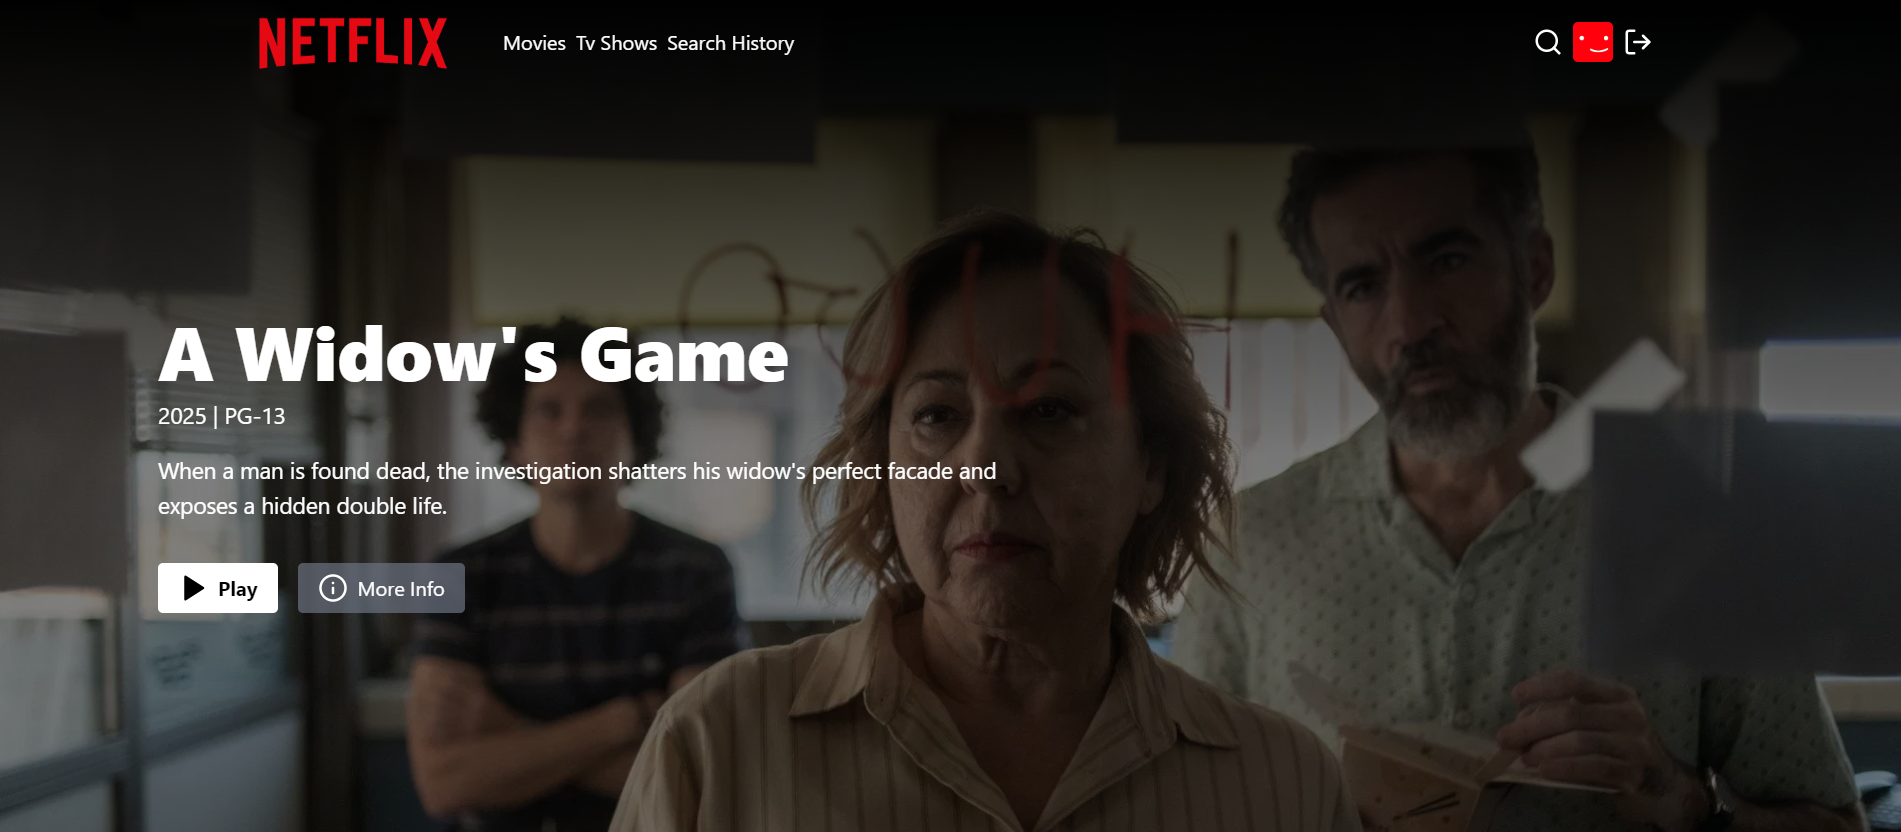 NETFLIX
Movies Tv Shows Search History
A Widow's Game
2025 | PG-13
When a man is found dead, the investigation shatters his widow's perfect facade and
exposes a hidden double life.
Play
More Info